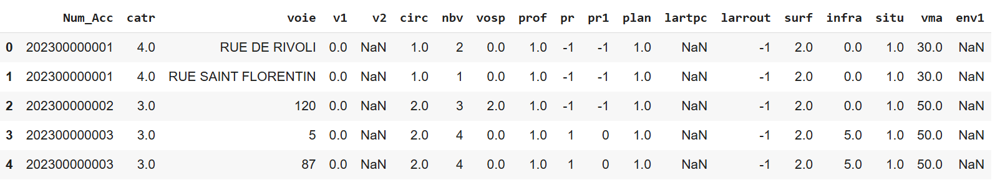 Num_Acc catr voie v1 v2 circ nbv vosp prof pr pr1 plan lartpc larrout surf infra situ vma env1
0 202300000001 4.0 RUE DE RIVOLI 0.0 NaN 1.0 2 0.0 1.0 -1 -1 1.0 NaN -1 2.0 0.0 1.0 30.0 NaN
1 202300000001 4.0 RUE SAINT FLORENTIN 0.0 NaN 1.0 1 0.0 1.0 -1 -1 1.0 NaN -1 2.0 0.0 1.0 30.0 NaN
2 202300000002 3.0 120 0.0 NaN 2.0 3 2.0 1.0 -1 -1 1.0 NaN -1 2.0 0.0 1.0 50.0 NaN
3 202300000003 3.0 5 0.0 NaN 2.0 4 0.0 1.0 1 0 1.0 NaN -1 2.0 5.0 1.0 50.0 NaN
4 202300000003 3.0 87 0.0 NaN 2.0 4 0.0 1.0 1 0 1.0 NaN -1 2.0 5.0 1.0 50.0 NaN